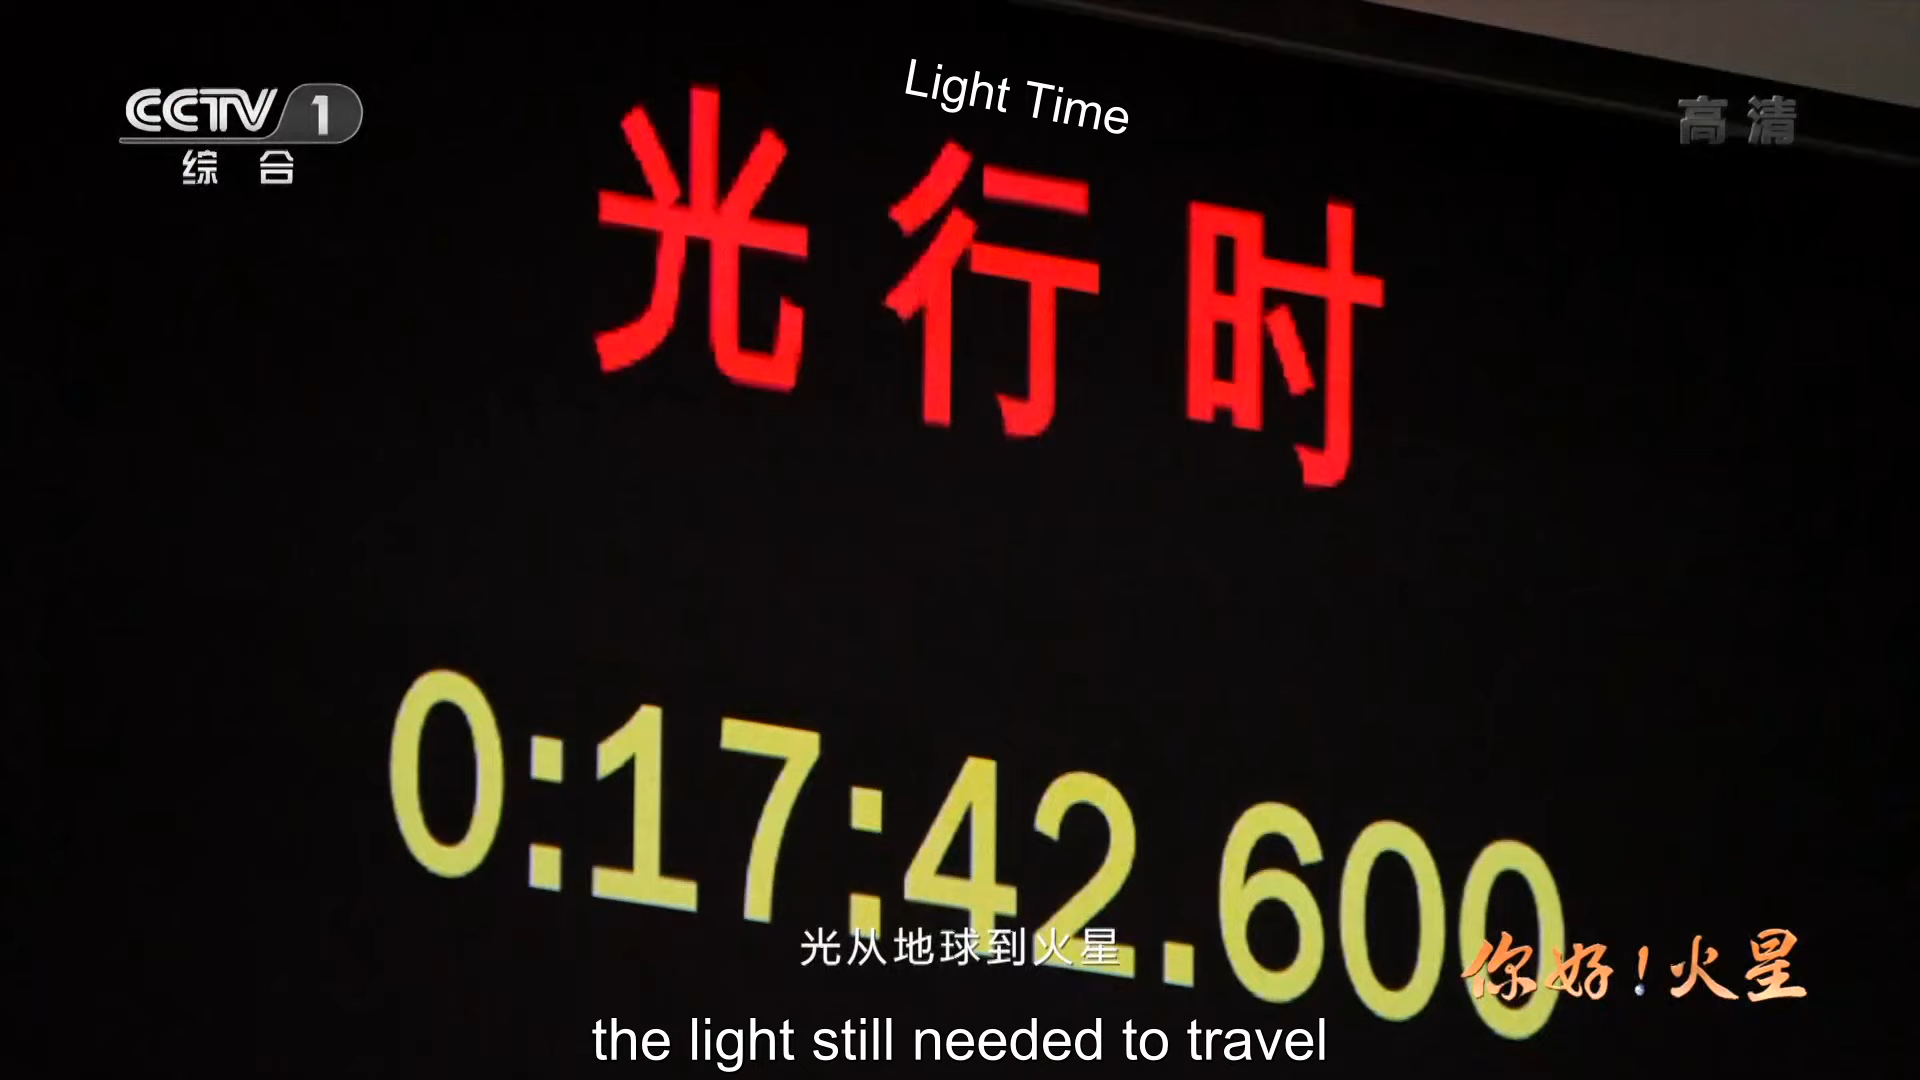 Light Time
CCTV 1
综合
高清
光行时
0:17:42.600
光从地球到火星
你好!火星
the light still needed to travel